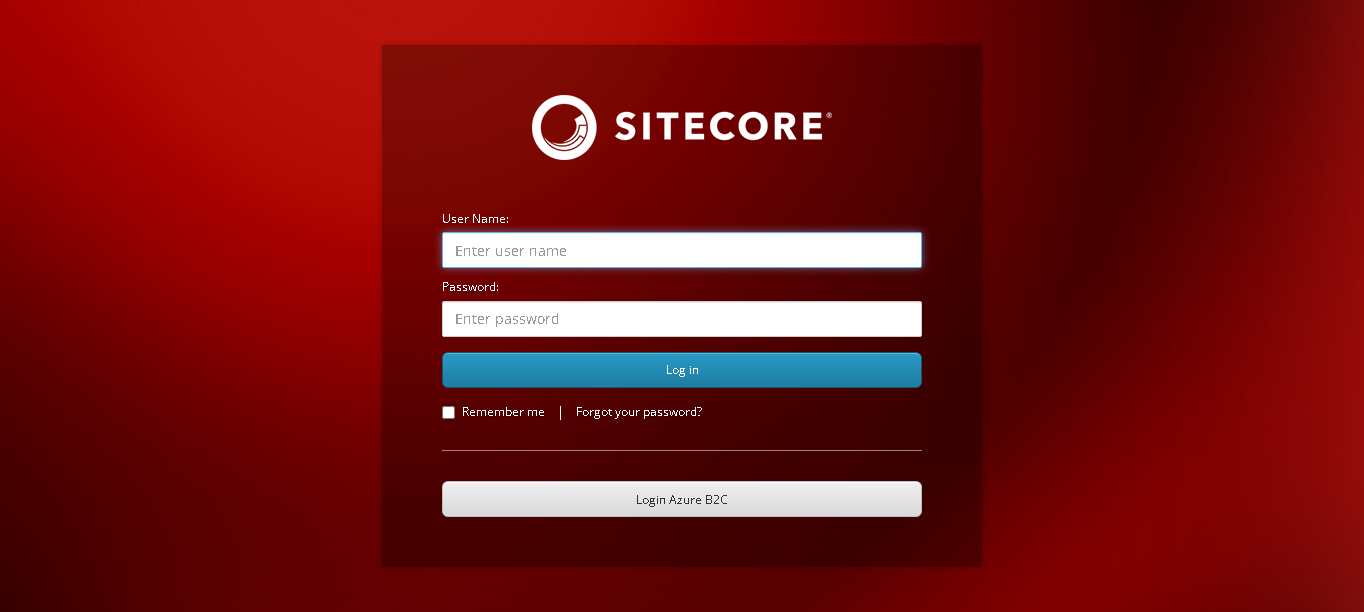 SITECORE®
User Name:
Enter user name
Password:
Enter password
Log in
Remember me | Forgot your password?
Login Azure B2C